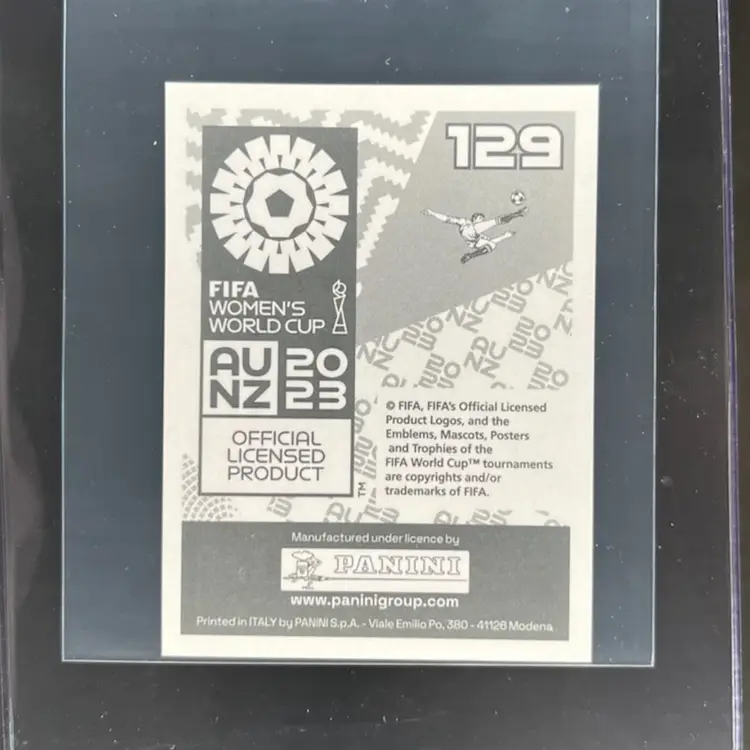 129
FIFA
WOMEN'S
WORLD CUP
AU 20
NZ 23
OFFICIAL
LICENSED
PRODUCT
TM
© FIFA, FIFA's Official Licensed
Product Logos, and the
Emblems, Mascots, Posters
and Trophies of the
FIFA World Cup™ tournaments
are copyrights and/or
trademarks of FIFA.
Manufactured under licence by
PANINI
www.paninigroup.com
Printed in ITALY by PANINI S.p.A. - Viale Emilio Po, 380 - 41126 Modena